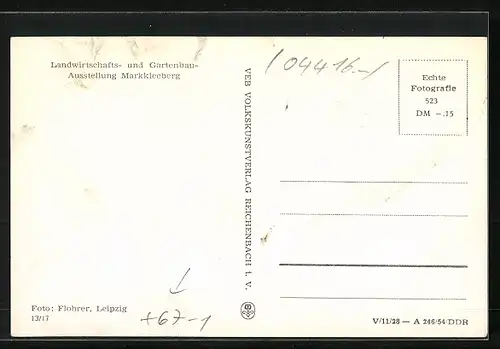 Landwirtschafts- und Gartenbau-
Ausstellung Markkleeberg
/04416.-/
Echte
Fotografie
523
DM -.15
VEB VOLKSKUNSTVERLAG REICHENBACH i. V.
Foto: Flohrer, Leipzig
13/17
+67-1
V/11/28 — A 246/54 DDR